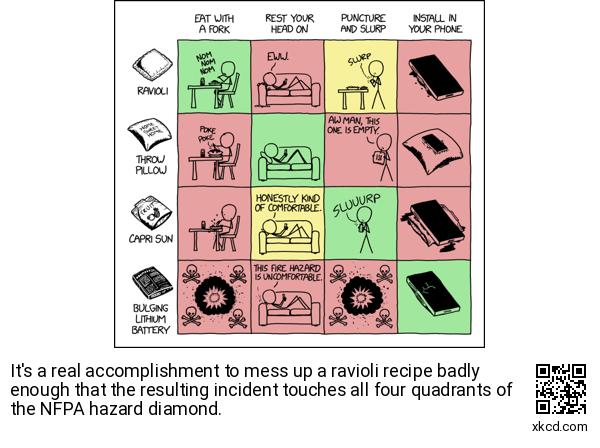 EAT WITH
A FORK
REST YOUR
HEAD ON
PUNCTURE
AND SLURP
INSTALL IN
YOUR PHONE
RAVIOLI
NOM
NOM
NOM
EWW.
SLURP
THROW
PILLOW
HOME
SWEET
HOME
POKE
POKE
AW MAN, THIS
ONE IS EMPTY.
CAPRI SUN
FRUIT
HONESTLY KIND
OF COMFORTABLE.
SLUUURP
BULGING
LITHIUM
BATTERY
THIS FIRE HAZARD
IS UNCOMFORTABLE.
It's a real accomplishment to mess up a ravioli recipe badly
enough that the resulting incident touches all four quadrants of
the NFPA hazard diamond.
xkcd.com